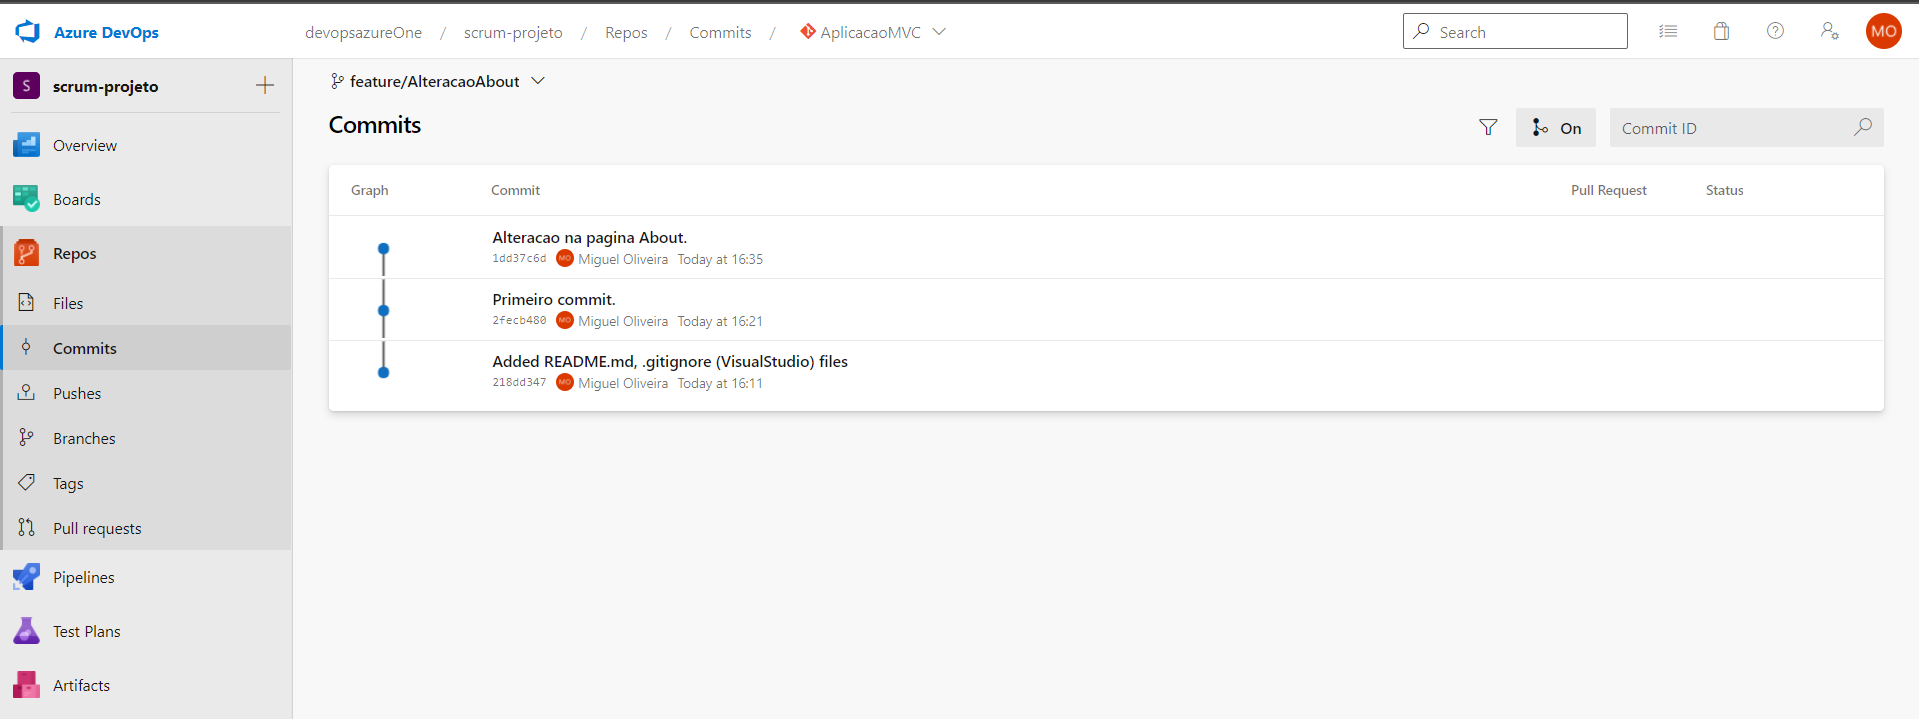 Azure DevOps
devopsazureOne / scrum-projeto / Repos / Commits / AplicacaoMVC
Search
MO
S scrum-projeto
Overview
Boards
Repos
Files
Commits
Pushes
Branches
Tags
Pull requests
Pipelines
Test Plans
Artifacts
feature/AlteracaoAbout
Commits
On
Commit ID
Graph Commit Pull Request Status
Alteracao na pagina About.
1dd37c6d MO Miguel Oliveira Today at 16:35
Primeiro commit.
2fecb480 MO Miguel Oliveira Today at 16:21
Added README.md, .gitignore (VisualStudio) files
218dd347 MO Miguel Oliveira Today at 16:11